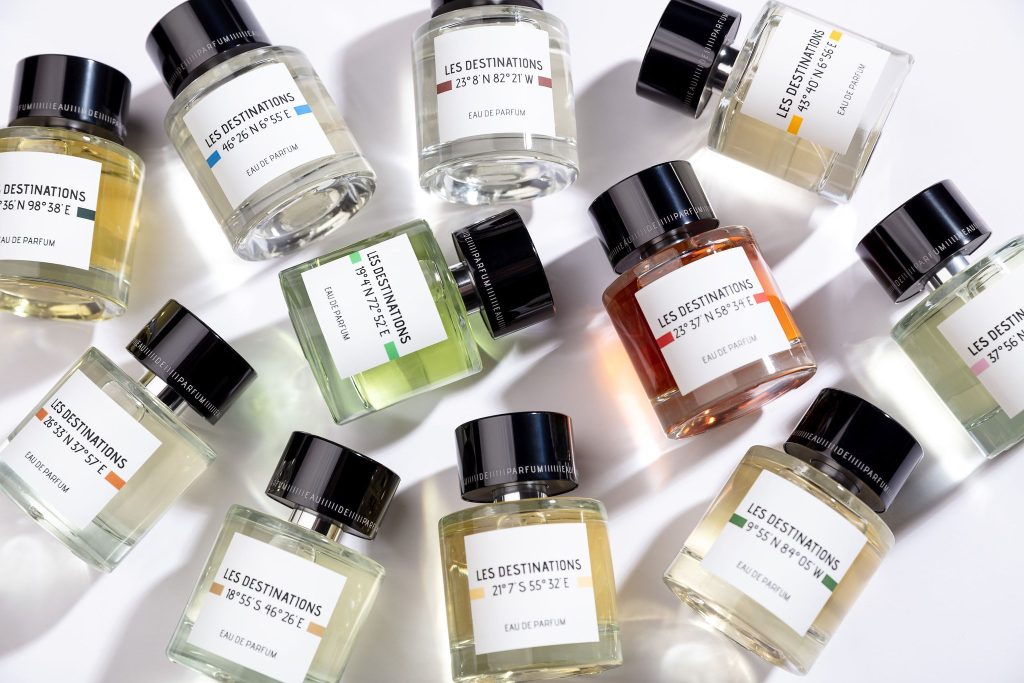 LES DESTINATIONS
°36´N 98°38´E
EAU DE PARFUM
LES DESTINATIONS
46°26´N 6°55´E
EAU DE PARFUM
LES DESTINATIONS
23°8´N 82°21´W
EAU DE PARFUM
LES DESTINATIONS
43°40´N 6°56´E
EAU DE PARFUM
LES DESTINATIONS
19°4´N 72°52´E
EAU DE PARFUM
LES DESTINATIONS
23°37´N 58°34´E
EAU DE PARFUM
LES DESTINAT
37°56´N
LES DESTINATIONS
26°33´N 37°57´E
EAU DE PARFUM
LES DESTINATIONS
18°55´S 46°26´E
EAU DE PARFUM
LES DESTINATIONS
21°7´S 55°32´E
EAU DE PARFUM
LES DESTINATIONS
9°55´N 84°05´W
EAU DE PARFUM